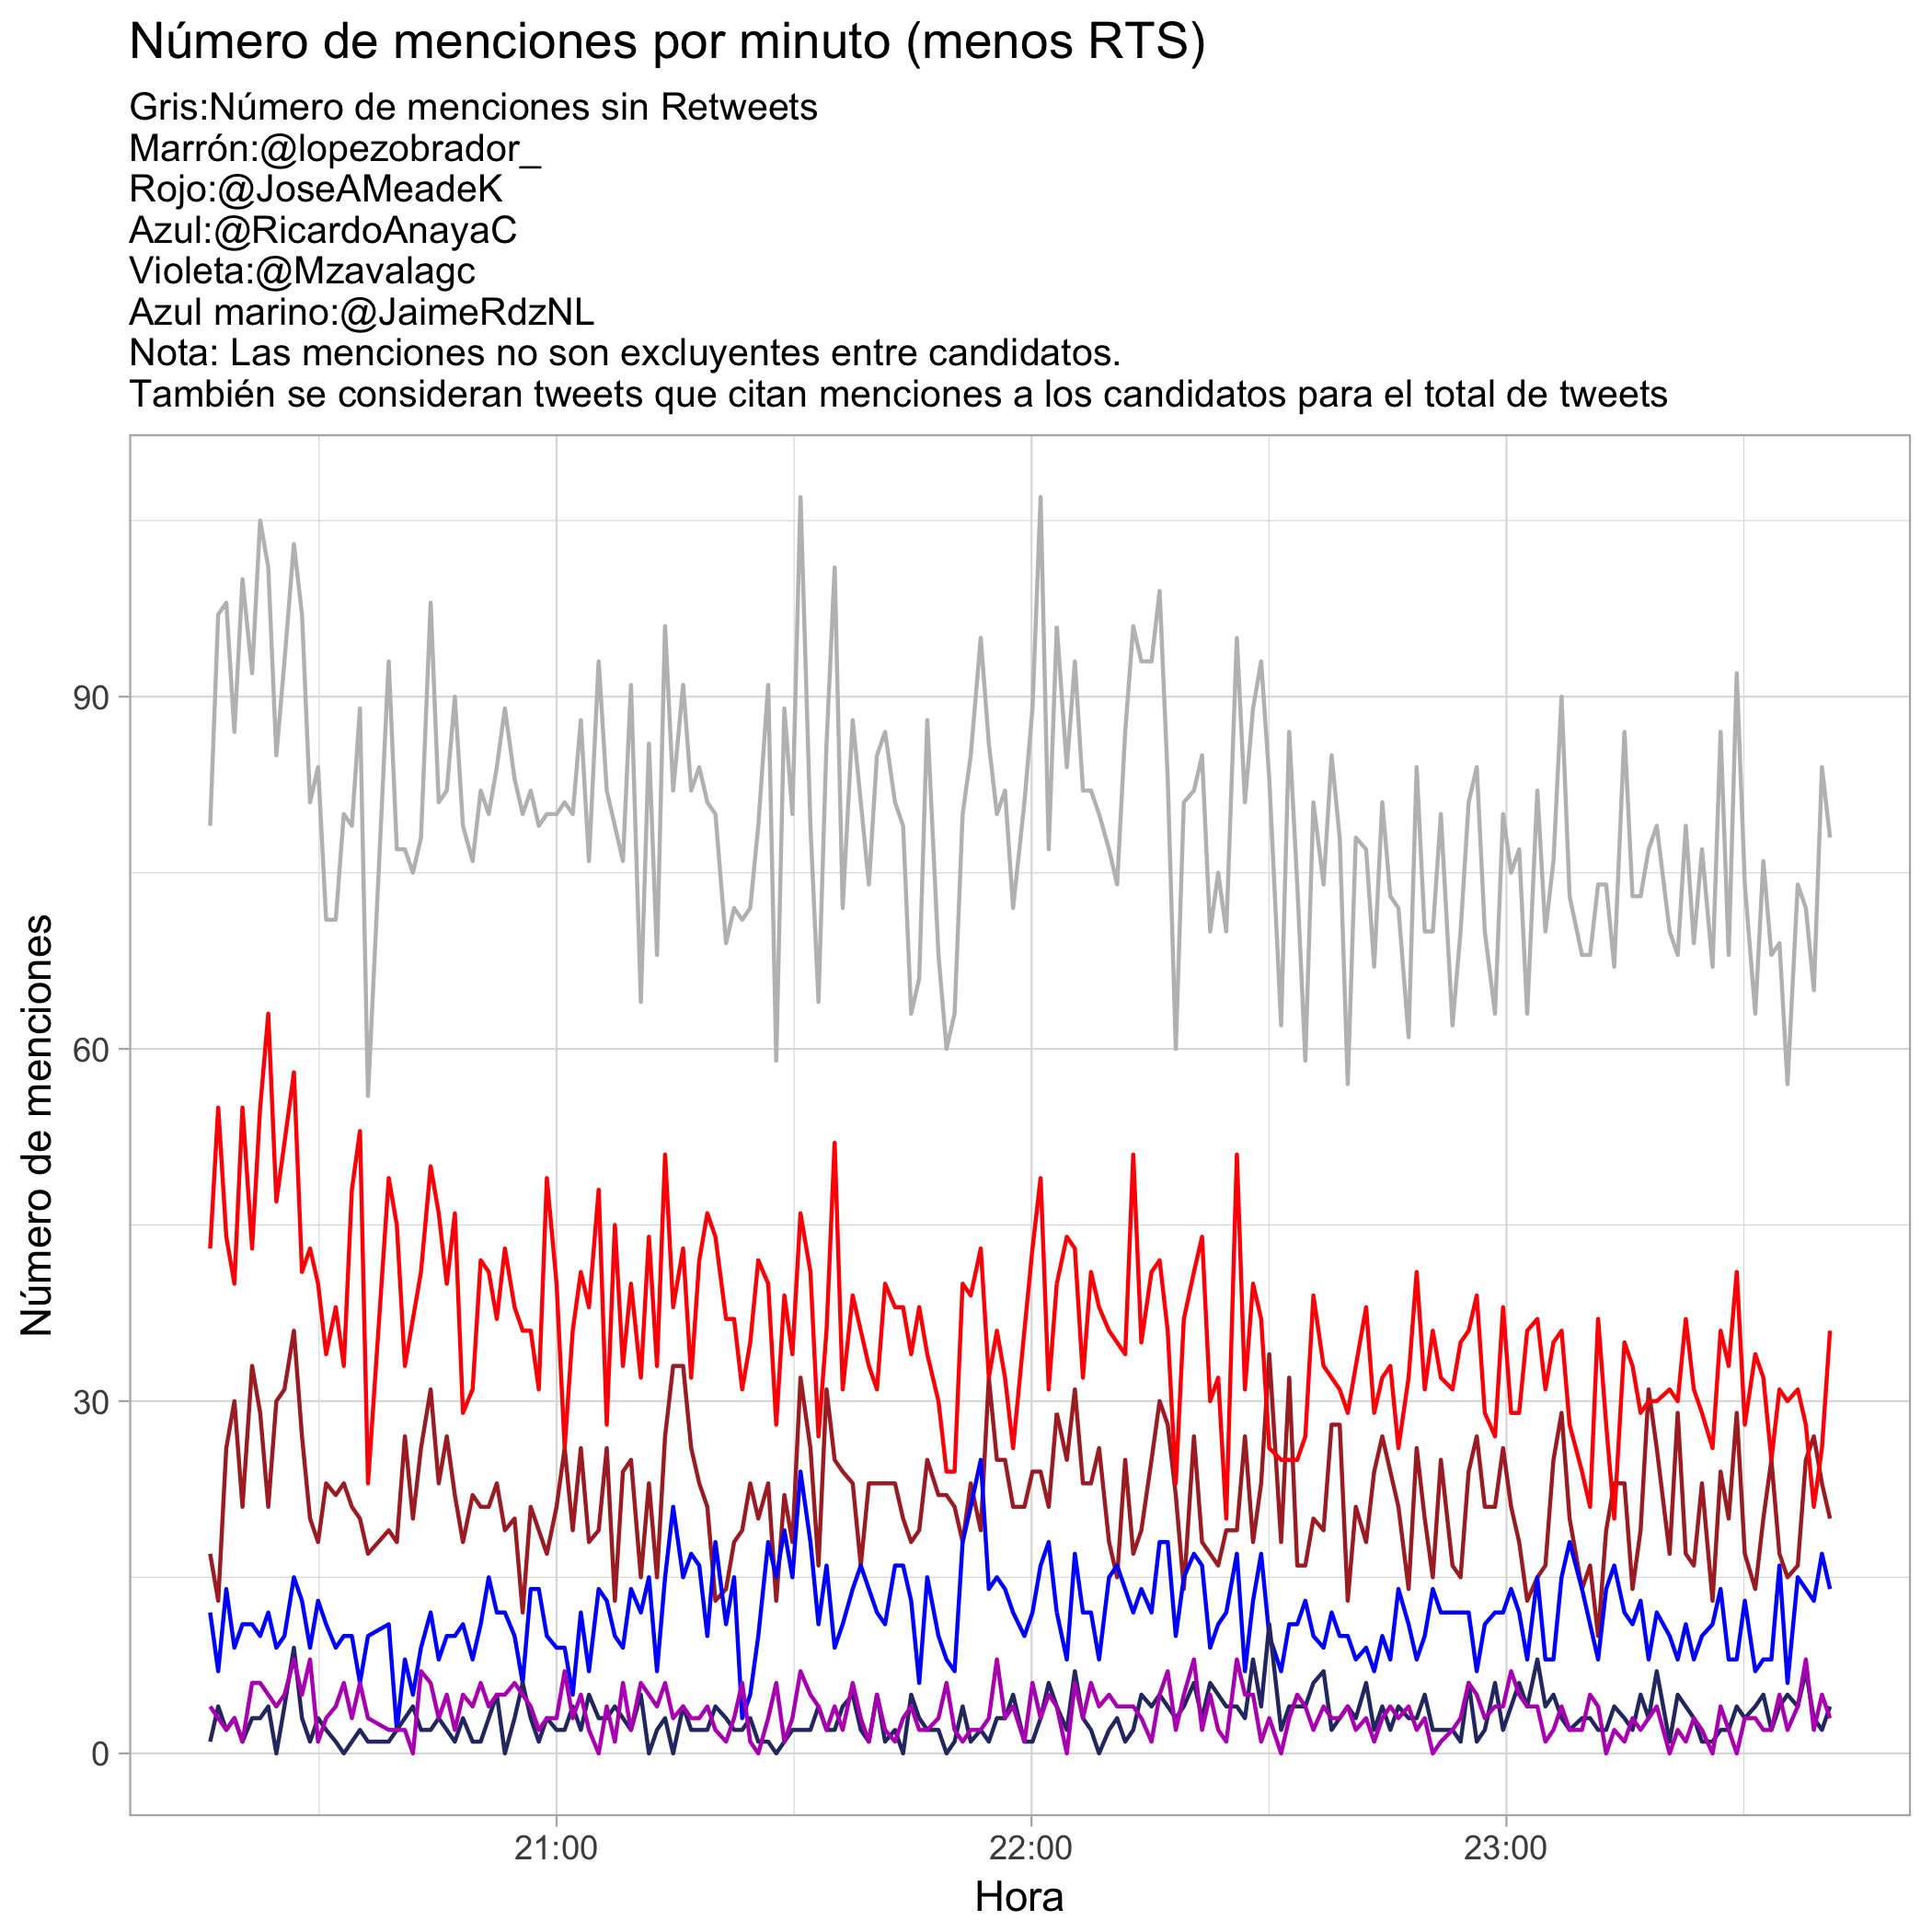 Número de menciones por minuto (menos RTS)
Gris:Número de menciones sin Retweets
Marrón:@lopezobrador_
Rojo:@JoseAMeadeK
Azul:@RicardoAnayaC
Violeta:@Mzavalagc
Azul marino:@JaimeRdzNL
Nota: Las menciones no son excluyentes entre candidatos.
También se consideran tweets que citan menciones a los candidatos para el total de tweets
Número de menciones
90
60
30
0
21:00
22:00
23:00
Hora